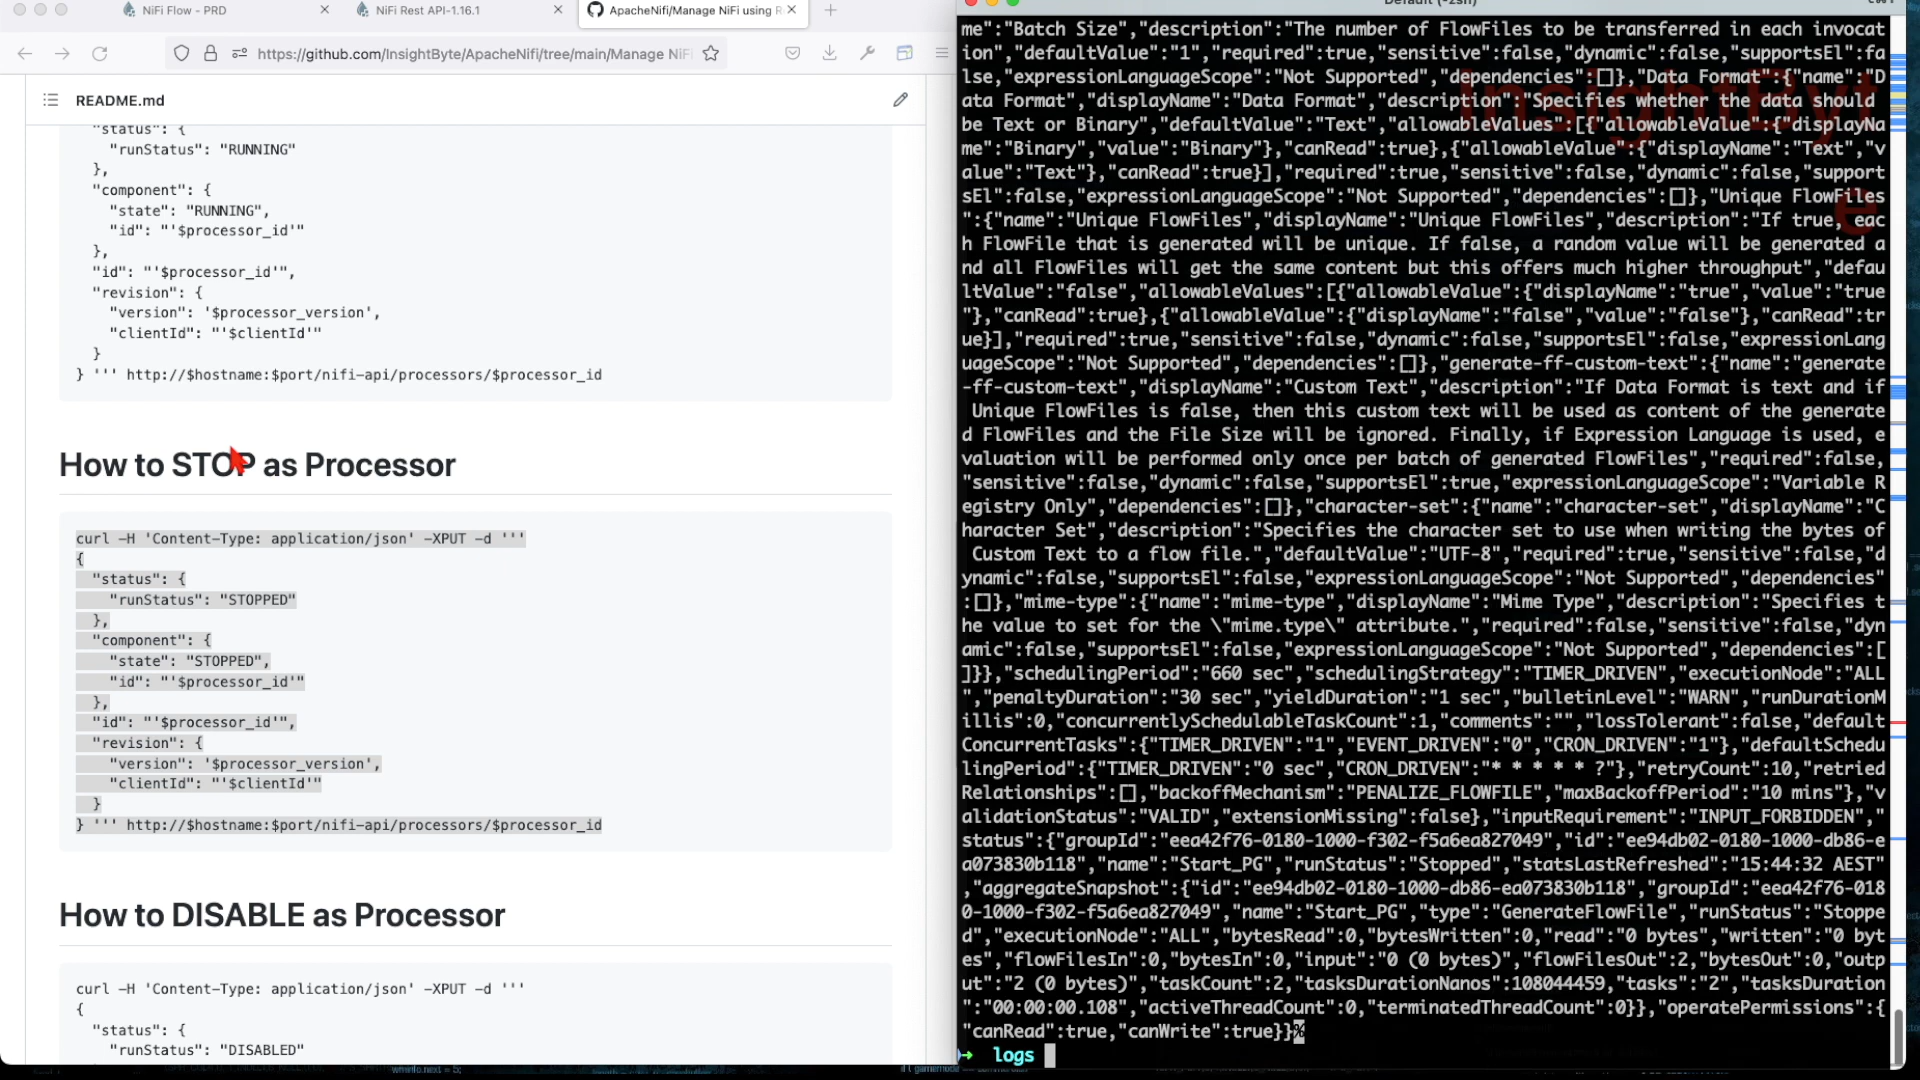 NiFi Flow - PRD
NiFi Rest API-1.16.1
ApacheNifi/Manage NiFi using R
https://github.com/InsightByte/ApacheNifi/tree/main/Manage NiFi
README.md
"status": {
"runStatus": "RUNNING"
},
"component": {
"state": "RUNNING",
"id": "'$processor_id'"
},
"id": "'$processor_id'",
"revision": {
"version": '$processor_version',
"clientId": "'$clientId'"
}
} ''' http://$hostname:$port/nifi-api/processors/$processor_id
How to STOP as Processor
curl -H 'Content-Type: application/json' -XPUT -d '''
{
"status": {
"runStatus": "STOPPED"
},
"component": {
"state": "STOPPED",
"id": "'$processor_id'"
},
"id": "'$processor_id'",
"revision": {
"version": '$processor_version',
"clientId": "'$clientId'"
}
} ''' http://$hostname:$port/nifi-api/processors/$processor_id
How to DISABLE as Processor
curl -H 'Content-Type: application/json' -XPUT -d '''
{
"status": {
"runStatus": "DISABLED"
Default (-zsh)
me":"Batch Size","description":"The number of FlowFiles to be transferred in each invocat
ion","defaultValue":"1","required":true,"sensitive":false,"dynamic":false,"supportsEl":fa
lse,"expressionLanguageScope":"Not Supported","dependencies":[]},"Data Format":{"name":"D
ata Format","displayName":"Data Format","description":"Specifies whether the data should
be Text or Binary","defaultValue":"Text","allowableValues":[{"allowableValue":{"displayNa
me":"Binary","value":"Binary"},"canRead":true},{"allowableValue":{"displayName":"Text","v
alue":"Text"},"canRead":true}],"required":true,"sensitive":false,"dynamic":false,"support
sEl":false,"expressionLanguageScope":"Not Supported","dependencies":[]},"Unique FlowFiles
":{"name":"Unique FlowFiles","displayName":"Unique FlowFiles","description":"If true, eac
h FlowFile that is generated will be unique. If false, a random value will be generated a
nd all FlowFiles will get the same content but this offers much higher throughput","defau
ltValue":"false","allowableValues":[{"allowableValue":{"displayName":"true","value":"true
"},"canRead":true},{"allowableValue":{"displayName":"false","value":"false"},"canRead":tr
ue}],"required":true,"sensitive":false,"dynamic":false,"supportsEl":false,"expressionLang
uageScope":"Not Supported","dependencies":[]},"generate-ff-custom-text":{"name":"generate
-ff-custom-text","displayName":"Custom Text","description":"If Data Format is text and if
Unique FlowFiles is false, then this custom text will be used as content of the generate
d FlowFiles and the File Size will be ignored. Finally, if Expression Language is used, e
valuation will be performed only once per batch of generated FlowFiles","required":false,
"sensitive":false,"dynamic":false,"supportsEl":true,"expressionLanguageScope":"Variable R
egistry Only","dependencies":[]},"character-set":{"name":"character-set","displayName":"C
haracter Set","description":"Specifies the character set to use when writing the bytes of
Custom Text to a flow file.","defaultValue":"UTF-8","required":true,"sensitive":false,"d
ynamic":false,"supportsEl":false,"expressionLanguageScope":"Not Supported","dependencies"
:[]},"mime-type":{"name":"mime-type","displayName":"Mime Type","description":"Specifies t
he value to set for the \"mime.type\" attribute.","required":false,"sensitive":false,"dyn
amic":false,"supportsEl":false,"expressionLanguageScope":"Not Supported","dependencies":[
]}},"schedulingPeriod":"660 sec","schedulingStrategy":"TIMER_DRIVEN","executionNode":"ALL
","penaltyDuration":"30 sec","yieldDuration":"1 sec","bulletinLevel":"WARN","runDurationM
illis":0,"concurrentlySchedulableTaskCount":1,"comments":"","lossTolerant":false,"default
ConcurrentTasks":{"TIMER_DRIVEN":"1","EVENT_DRIVEN":"0","CRON_DRIVEN":"1"},"defaultSchedu
lingPeriod":{"TIMER_DRIVEN":"0 sec","CRON_DRIVEN":"* * * * * ?"},"retryCount":10,"retried
Relationships":[],"backoffMechanism":"PENALIZE_FLOWFILE","maxBackoffPeriod":"10 mins"},"v
alidationStatus":"VALID","extensionMissing":false},"inputRequirement":"INPUT_FORBIDDEN","
status":{"groupId":"eea42f76-0180-1000-f302-f5a6ea827049","id":"ee94db02-0180-1000-db86-e
a073830b118","name":"Start_PG","runStatus":"Stopped","statsLastRefreshed":"15:44:32 AEST"
,"aggregateSnapshot":{"id":"ee94db02-0180-1000-db86-ea073830b118","groupId":"eea42f76-018
0-1000-f302-f5a6ea827049","name":"Start_PG","type":"GenerateFlowFile","runStatus":"Stoppe
d","executionNode":"ALL","bytesRead":0,"bytesWritten":0,"read":"0 bytes","written":"0 byt
es","flowFilesIn":0,"bytesIn":0,"input":"0 (0 bytes)","flowFilesOut":2,"bytesOut":0,"outp
ut":"2 (0 bytes)","taskCount":2,"tasksDurationNanos":108044459,"tasks":"2","tasksDuration
":"00:00:00.108","activeThreadCount":0,"terminatedThreadCount":0}},"operatePermissions":{
"canRead":true,"canWrite":true}}%
→ logs
InsightByt
e